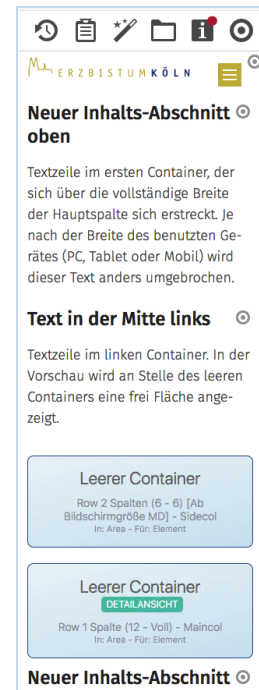 ERZBISTUMKÖLN
Neuer Inhalts-Abschnitt
oben
Textzeile im ersten Container, der
sich über die vollständige Breite
der Hauptspalte sich erstreckt. Je
nach der Breite des benutzten Ge-
rätes (PC, Tablet oder Mobil) wird
dieser Text anders umgebrochen.
Text in der Mitte links
Textzeile im linken Container. In der
Vorschau wird an Stelle des leeren
Containers eine frei Fläche ange-
zeigt.
Leerer Container
Row 2 Spalten (6 - 6) [Ab
Bildschirmgröße MD] - Sidecol
In: Area - Für: Element
Leerer Container
DETAILANSICHT
Row 1 Spalte (12 - Voll) - Maincol
In: Area - Für: Element
Neuer Inhalts-Abschnitt